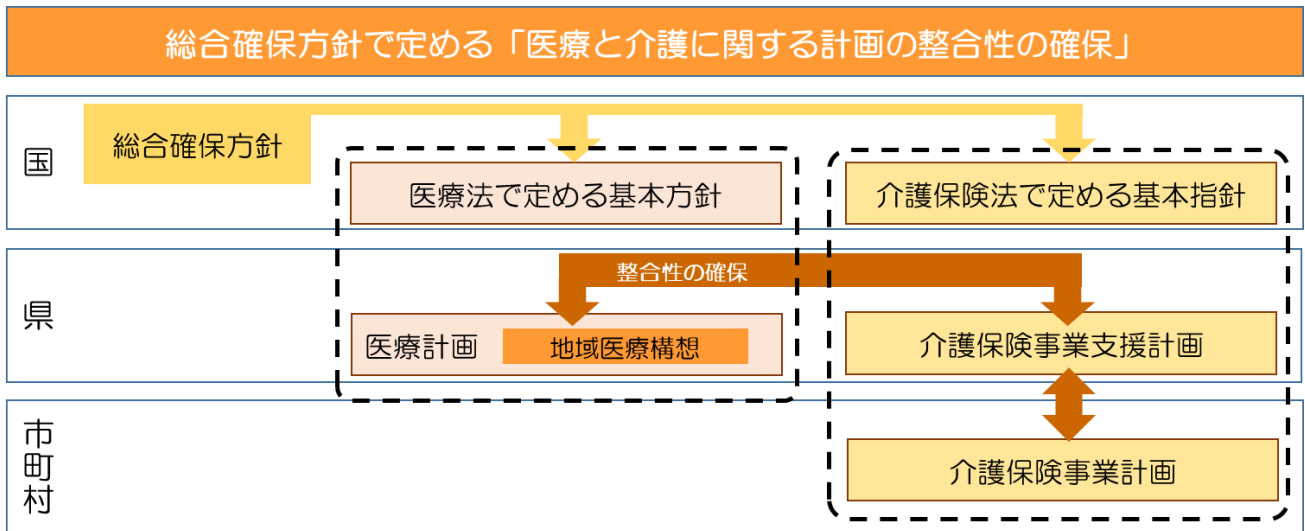 総合確保方針で定める「医療と介護に関する計画の整合性の確保」
国
総合確保方針
医療法で定める基本方針
介護保険法で定める基本指針
県
整合性の確保
医療計画
地域医療構想
介護保険事業支援計画
市町村
介護保険事業計画